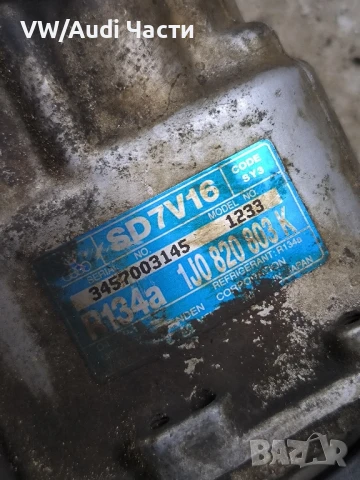 VW/Audi Части
SD7V16
CODE
SY3
SERIAL NO
MODEL NO.
3457003145
1233
R134a
1J0 820 803 K
REFRIGERANT:R134a
SANDEN CORPORATION JAPAN
BAZAR